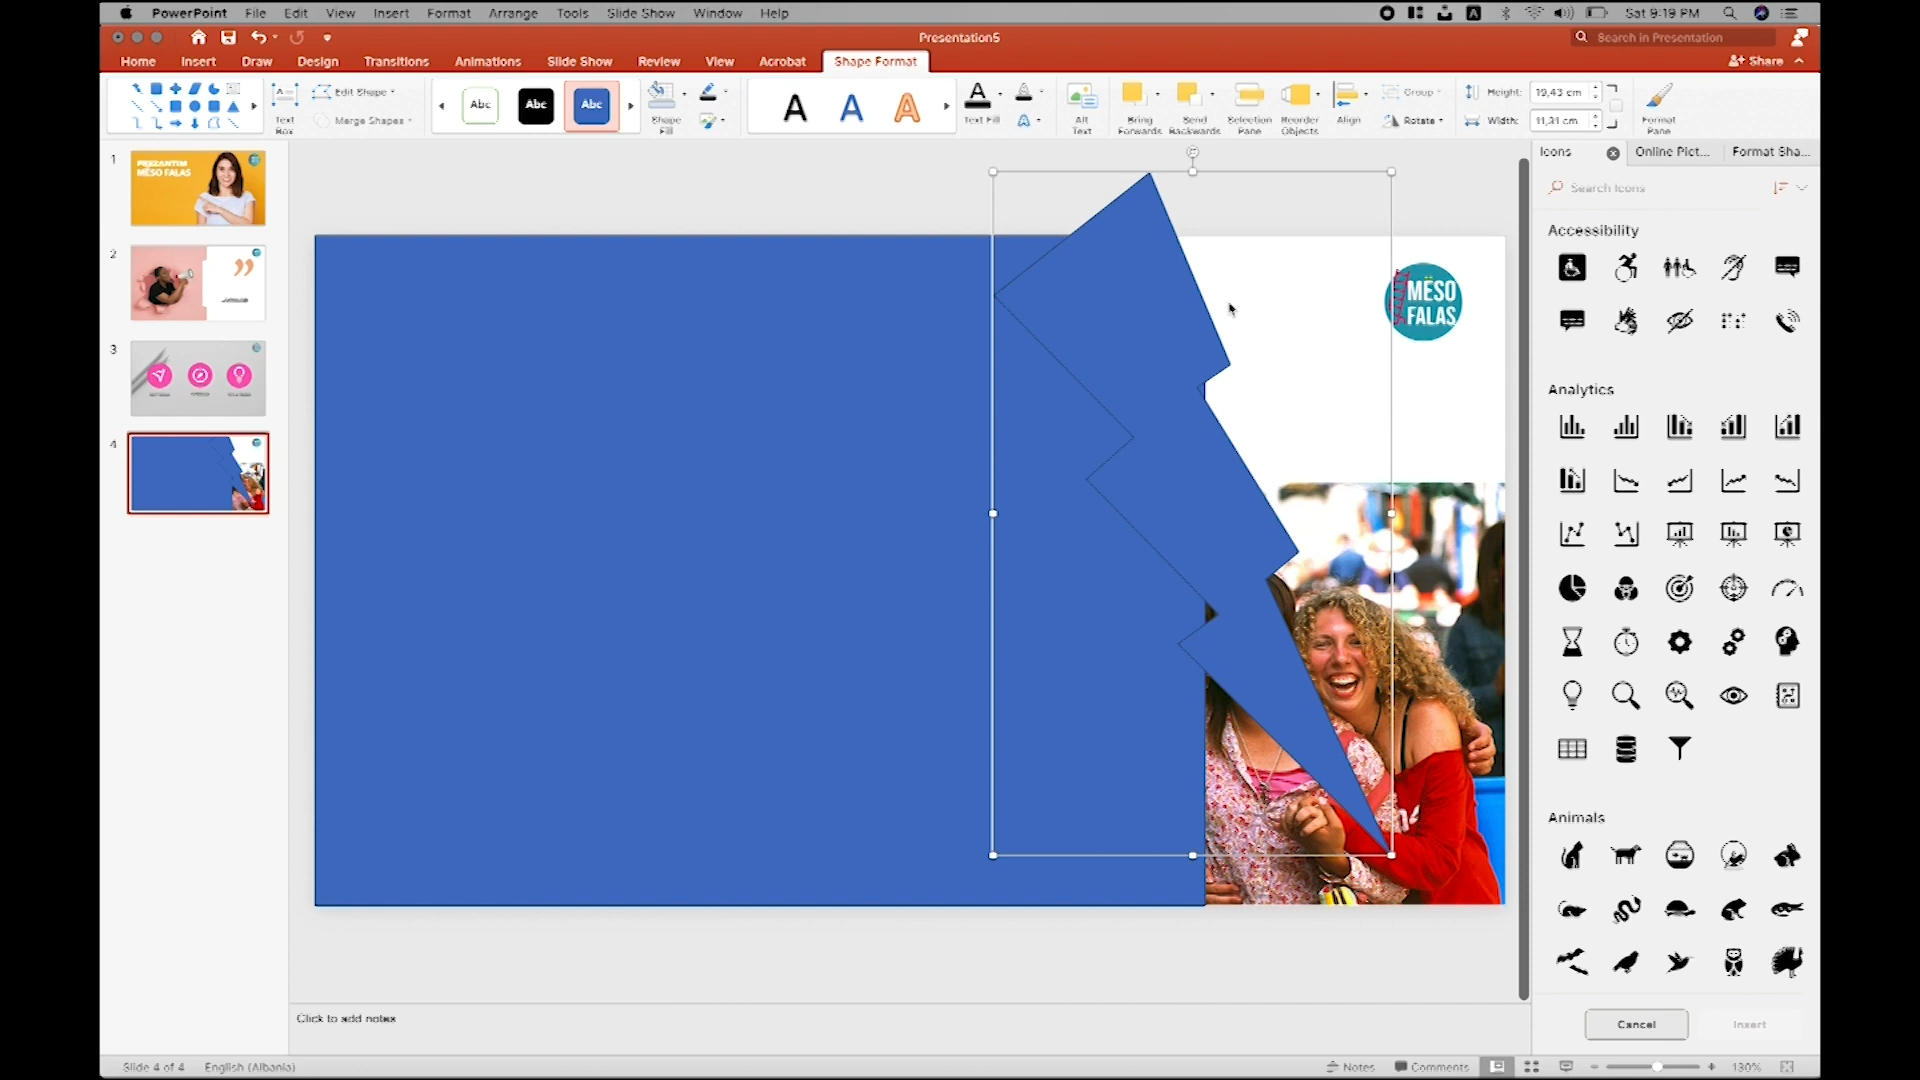 PowerPoint File Edit View Insert Format Arrange Tools Slide Show Window Help
A Sat 9:19 PM
Presentation5
Search in Presentation
Home Insert Draw Design Transitions Animations Slide Show Review View Acrobat Shape Format
Share
Text Box
Edit Shape
Merge Shapes
Abc Abc Abc
Shape Fill
A A A
Text Fill
Alt Text
Bring Forwards
Send Backwards
Selection Pane
Reorder Objects
Align
Group
Rotate
Height: 19,43 cm
Width: 11,31 cm
Format Pane
1
PREZANTIM
MËSO FALAS
2
3
4
MËSO
FALAS
Icons Online Pict... Format Sha...
Search Icons
Accessibility
Analytics
Animals
Cancel Insert
Click to add notes
Slide 4 of 4 English (Albania)
Notes Comments 130%